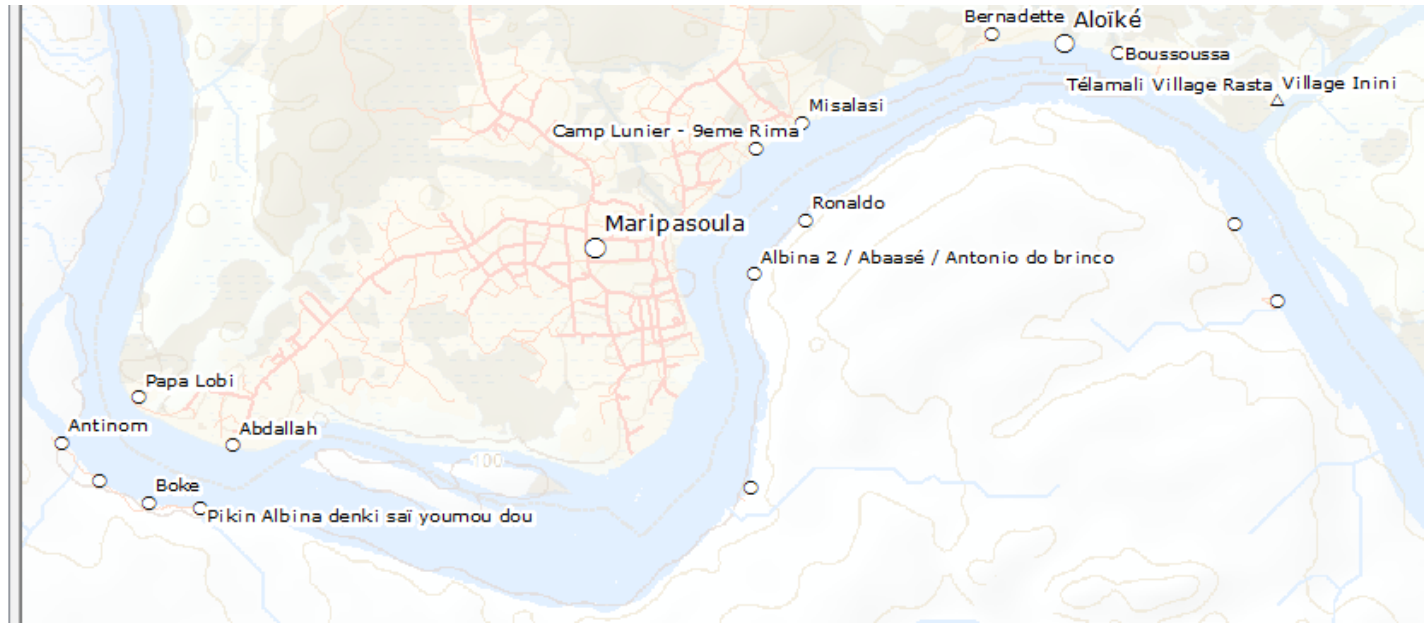 Bernadette
Aloïké
Boussoussa
Télamali Village Rasta
Village Inini
Misalasi
Camp Lunier - 9eme Rima
Ronaldo
Maripasoula
Albina 2 / Abaasé / Antonio do brinco
Papa Lobi
Antinom
Abdallah
100
Boke
Pikin Albina denki saï youmou dou